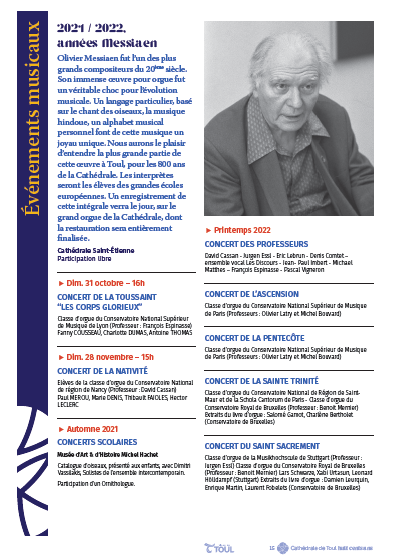 Événements musicaux
2021 / 2022,
années Messiaen
Olivier Messiaen fut l'un des plus
grands compositeurs du 20ème siècle.
Son immense œuvre pour orgue fut
un véritable choc pour l'évolution
musicale. Un langage particulier, basé
sur le chant des oiseaux, la musique
hindoue, un alphabet musical
personnel font de cette musique un
joyau unique. Nous aurons le plaisir
d'entendre la plus grande partie de
cette œuvre à Toul, pour les 800 ans
de la Cathédrale. Les interprètes
seront les élèves des grandes écoles
européennes. Un enregistrement de
cette intégrale verra le jour, sur le
grand orgue de la Cathédrale, dont
la restauration sera entièrement
finalisée.
Cathédrale Saint-Étienne
Participation libre
► Dim. 31 octobre – 16h
CONCERT DE LA TOUSSAINT
“LES CORPS GLORIEUX”
Classe d'orgue du Conservatoire National Supérieur
de Musique de Lyon (Professeur : François Espinasse)
Fanny COUSSEAU, Charlotte DUMAS, Antoine THOMAS
► Dim. 28 novembre – 15h
CONCERT DE LA NATIVITÉ
Elèves de la classe d'orgue du Conservatoire National
de région de Nancy (Professeur : David Cassan)
Paul MEROU, Marie DENIS, Thibault FAIOLES, Hector
LECLERC
► Automne 2021
CONCERTS SCOLAIRES
Musée d'Art & d'Histoire Michel Hachet
Catalogue d'oiseaux, présenté aux enfants, avec Dimitri
Vassilakis, Solistes de l'ensemble Intercontemporain.
Participation d'un Ornithologue.
► Printemps 2022
CONCERT DES PROFESSEURS
David Cassan - Jurgen Essl - Eric Lebrun - Denis Comtet –
ensemble vocal Les Discours - Jean- Paul Imbert - Michael
Matthes – François Espinasse - Pascal Vigneron
CONCERT DE L'ASCENSION
Classe d'orgue du Conservatoire National Supérieur de Musique
de Paris (Professeurs : Olivier Latry et Michel Bouvard)
CONCERT DE LA PENTECÔTE
Classe d'orgue du Conservatoire National Supérieur de Musique
de Paris (Professeurs : Olivier Latry et Michel Bouvard)
CONCERT DE LA SAINTE TRINITÉ
Classe d'orgue du Conservatoire National de Région de Saint-
Maur et de la Schola Cantorum de Paris - Classe d'orgue du
Conservatoire Royal de Bruxelles (Professeur : Benoit Mernier)
Extraits du livre d'orgue : Salomé Garnot, Charlène Bertholet
(Conservatoire de Bruxelles)
CONCERT DU SAINT SACREMENT
Classe d'orgue de la Musikhochscule de Stuttgart (Professeur :
Jurgen Essl) Classe d'orgue du Conservatoire Royal de Bruxelles
(Professeur : Benoit Mernier) Lars Schwarze, Xabi Urtasun, Leonard
Hölldampf (Stuttgart) Extraits du livre d'orgue : Damien Leurquin,
Enrique Martin, Laurent Fobelets (Conservatoire de Bruxelles)
TOUL
15
Cathédrale de Toul